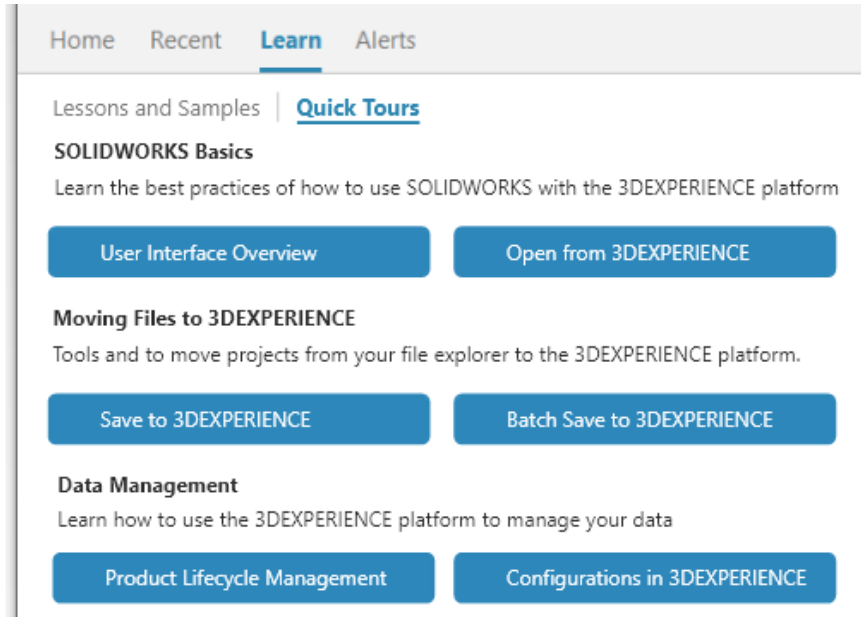 Home Recent Learn Alerts
Lessons and Samples Quick Tours
SOLIDWORKS Basics
Learn the best practices of how to use SOLIDWORKS with the 3DEXPERIENCE platform
User Interface Overview Open from 3DEXPERIENCE
Moving Files to 3DEXPERIENCE
Tools and to move projects from your file explorer to the 3DEXPERIENCE platform.
Save to 3DEXPERIENCE Batch Save to 3DEXPERIENCE
Data Management
Learn how to use the 3DEXPERIENCE platform to manage your data
Product Lifecycle Management Configurations in 3DEXPERIENCE